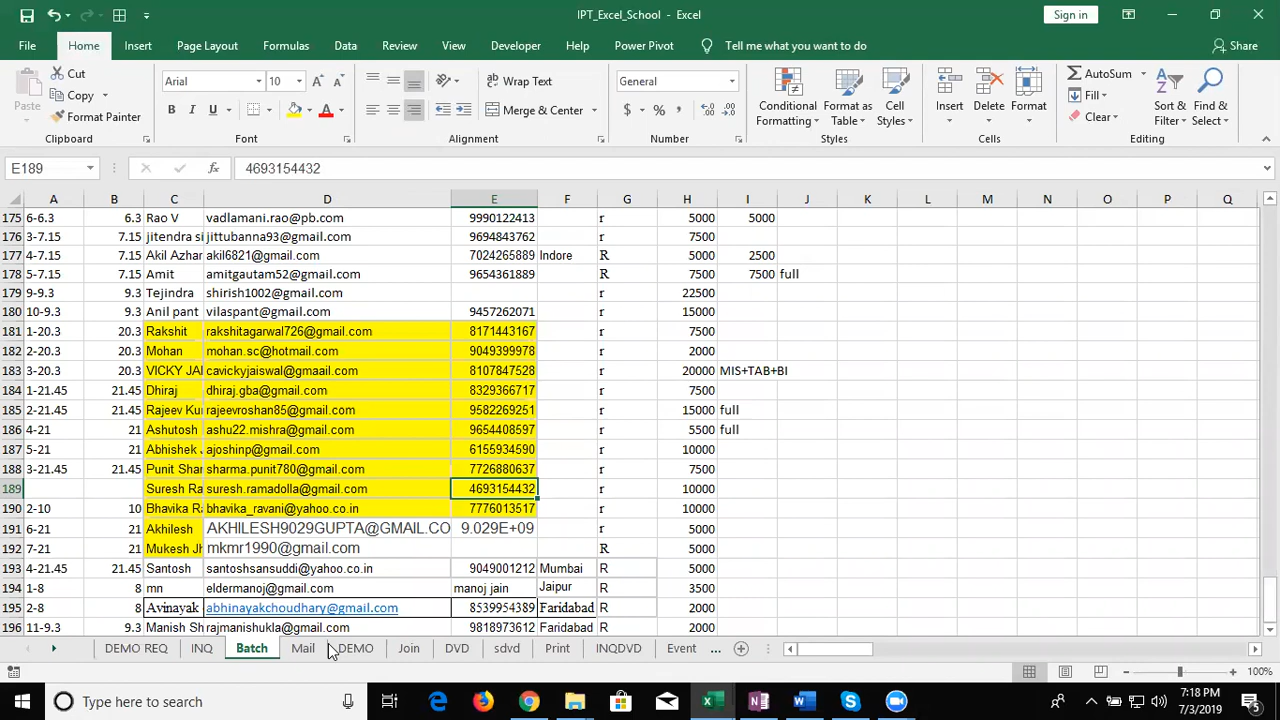 IPT_Excel_School - Excel
Sign in
File Home Insert Page Layout Formulas Data Review View Developer Help Power Pivot Tell me what you want to do Share
Cut
Copy
Format Painter
Paste
Clipboard
Arial 10
Font
Wrap Text
Merge & Center
Alignment
General
Number
Conditional Formatting
Format as Table
Cell Styles
Styles
Insert Delete Format
Cells
AutoSum
Fill
Clear
Sort & Filter
Find & Select
Editing
E189 4693154432
A B C D E F G H I J K L M N O P Q
175 6-6.3 6.3 Rao V vadlamani.rao@pb.com 9990122413 r 5000 5000
176 3-7.15 7.15 jitendra si jittubanna93@gmail.com 9694843762 r 7500
177 4-7.15 7.15 Akil Azhar akil6821@gmail.com 7024265889 Indore R 5000 2500
178 5-7.15 7.15 Amit amitgautam52@gmail.com 9654361889 R 7500 7500 full
179 9-9.3 9.3 Tejindra shirish1002@gmail.com r 22500
180 10-9.3 9.3 Anil pant vilaspant@gmail.com 9457262071 r 15000
181 1-20.3 20.3 Rakshit rakshitagarwal726@gmail.com 8171443167 r 7500
182 2-20.3 20.3 Mohan mohan.sc@hotmail.com 9049399978 r 2000
183 3-20.3 20.3 VICKY JAI cavickyjaiswal@gmaail.com 8107847528 r 20000 MIS+TAB+BI
184 1-21.45 21.45 Dhiraj dhiraj.gba@gmail.com 8329366717 r 7500
185 2-21.45 21.45 Rajeev Ku rajeevroshan85@gmail.com 9582269251 r 15000 full
186 4-21 21 Ashutosh ashu22.mishra@gmail.com 9654408597 r 5500 full
187 5-21 21 Abhishek J ajoshinp@gmail.com 6155934590 r 10000
188 3-21.45 21.45 Punit Shar sharma.punit780@gmail.com 7726880637 r 7500
189 Suresh Ra suresh.ramadolla@gmail.com 4693154432 r 10000
190 2-10 10 Bhavika Ra bhavika_ravani@yahoo.co.in 7776013517 r 10000
191 6-21 21 Akhilesh AKHILESH9029GUPTA@GMAIL.CO 9.029E+09 r 5000
192 7-21 21 Mukesh Jh mkmr1990@gmail.com R 5000
193 4-21.45 21.45 Santosh santoshsansuddi@yahoo.co.in 9049001212 Mumbai R 5000
194 1-8 8 mn eldermanoj@gmail.com manoj jain Jaipur R 3500
195 2-8 8 Avinayak abhinayakchoudhary@gmail.com 8539954389 Faridabad R 2000
196 11-9.3 9.3 Manish Sh rajmanishukla@gmail.com 9818973612 Faridabad R 2000
DEMO REQ INQ Batch Mail DEMO Join DVD sdvd Print INQDVD Event ...
100%
Type here to search
7:18 PM
7/3/2019
5